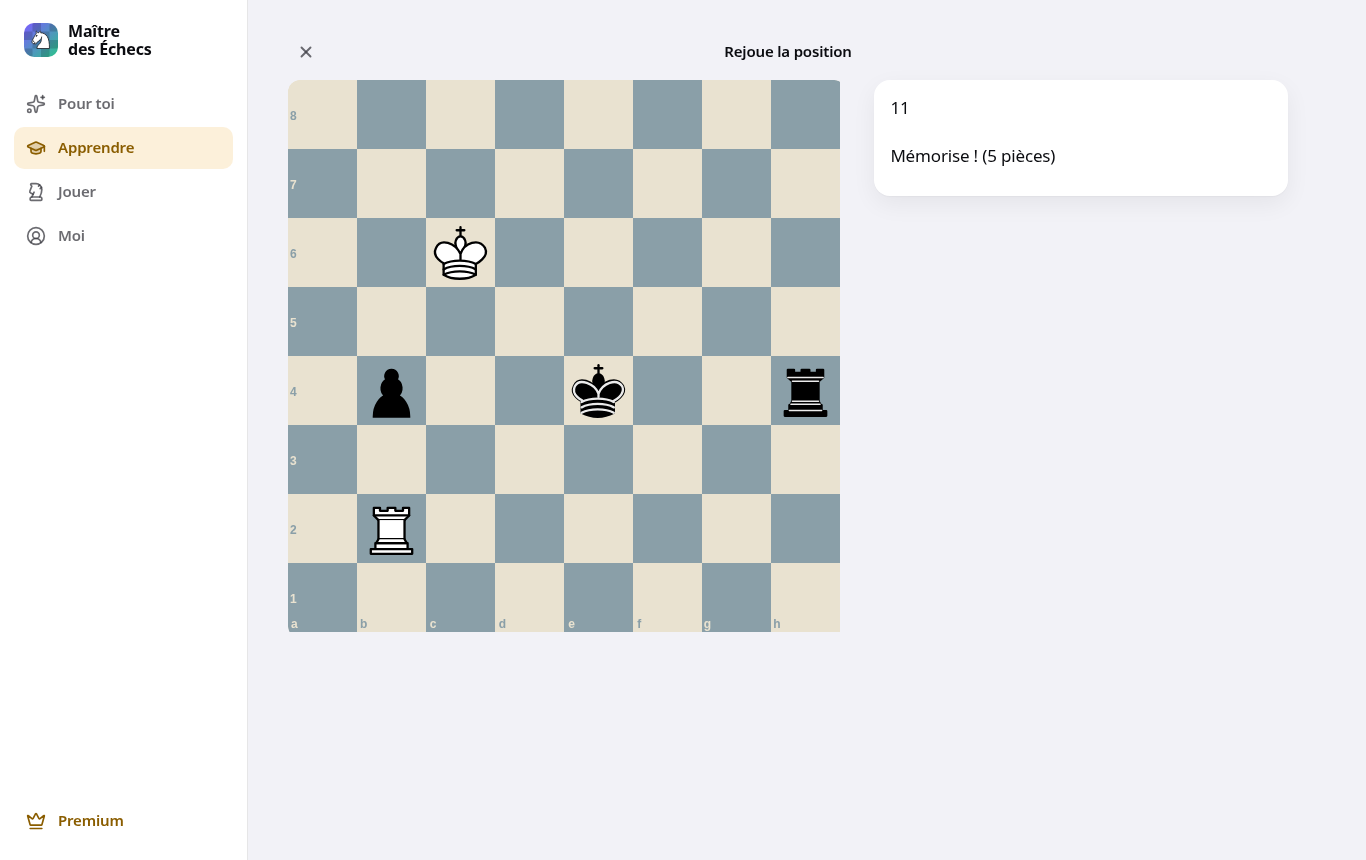 Maître
des Échecs
Pour toi
Apprendre
Jouer
Moi
Premium
Rejoue la position
8
7
6
5
4
3
2
1
a b c d e f g h
11
Mémorise ! (5 pièces)